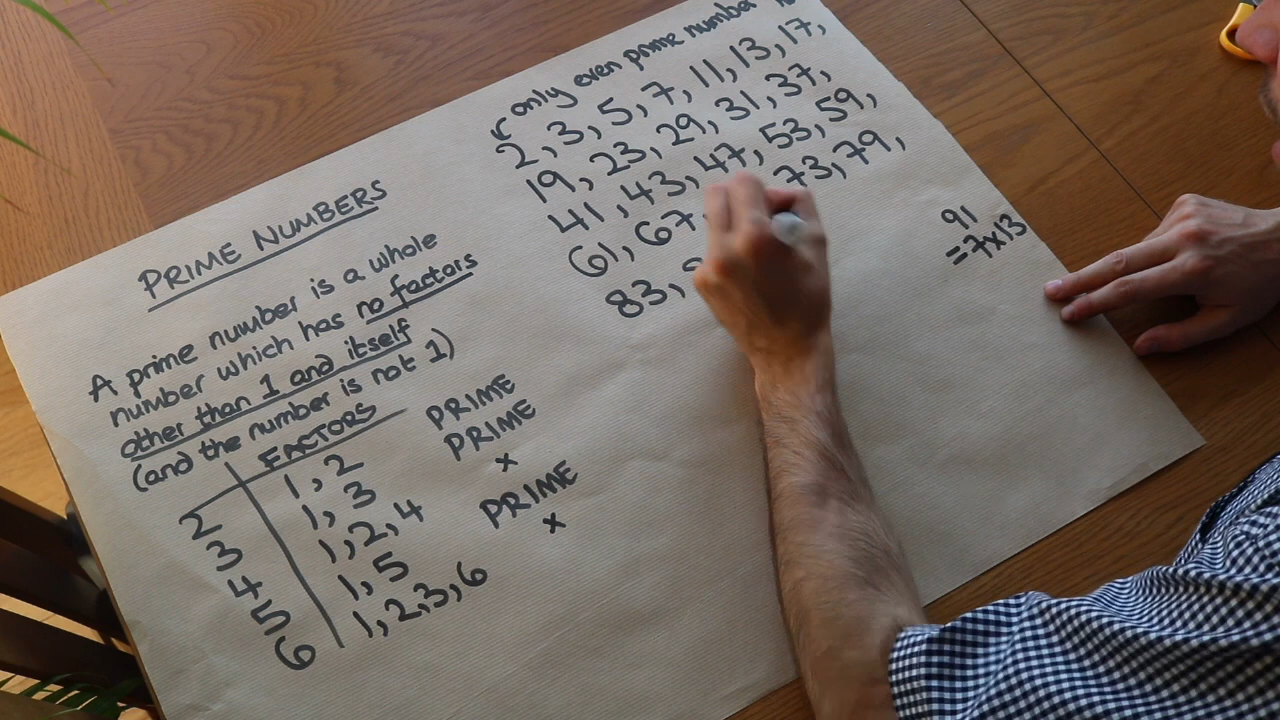 PRIME NUMBERS
A prime number is a whole
number which has no factors
other than 1 and itself
(and the number is not 1)
FACTORS
2 1, 2 PRIME
3 1, 3 PRIME
4 1, 2, 4 x
5 1, 5 PRIME
6 1, 2, 3, 6 x
only even prime number
2, 3, 5, 7, 11, 13, 17,
19, 23, 29, 31, 37,
41, 43, 47, 53, 59,
61, 67, 73, 79,
83,
91
=7x13